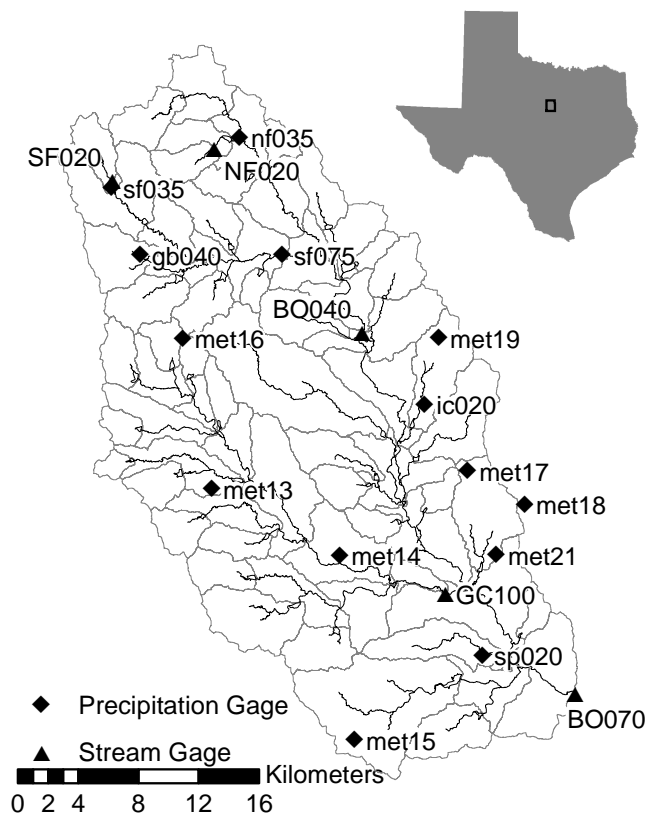 nf035
SF020
NF020
sf035
gb040
sf075
BO040
met16
met19
ic020
met17
met13
met18
met14
met21
GC100
sp020
Precipitation Gage
BO070
Stream Gage
met15
Kilometers
0 2 4 8 12 16